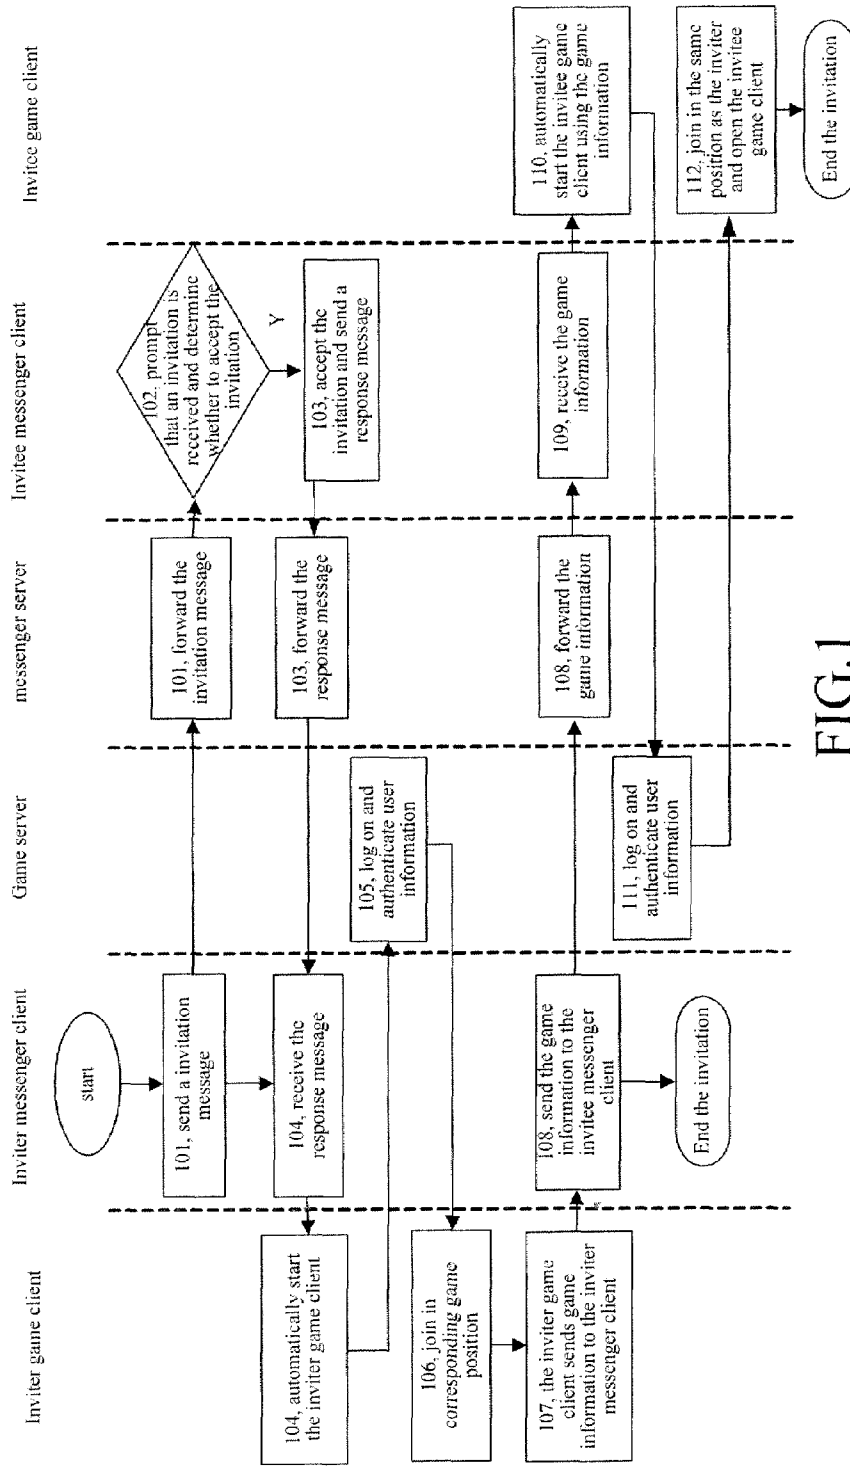 Inviter game client
Inviter messenger client
Game server
messenger server
Invitee messenger client
Invitee game client
start
101, send a invitation
message
101, forward the
invitation message
102, prompt
that an invitation is
received and determine
whether to accept the
invitation
Y
103, accept the
invitation and send a
response message
103, forward the
response message
104, receive the
response message
104, automatically start
the inviter game client
105, log on and
authenticate user
information
106, join in
corresponding game
position
107, the inviter game
client sends game
information to the inviter
messenger client
108, send the game
information to the
invitee messenger
client
108, forward the
game information
109, receive the game
information
110, automatically
start the invitee game
client using the game
information
111, log on and
authenticate user
information
112, join in the same
position as the inviter
and open the invitee
game client
End the invitation
End the invitation
FIG.1